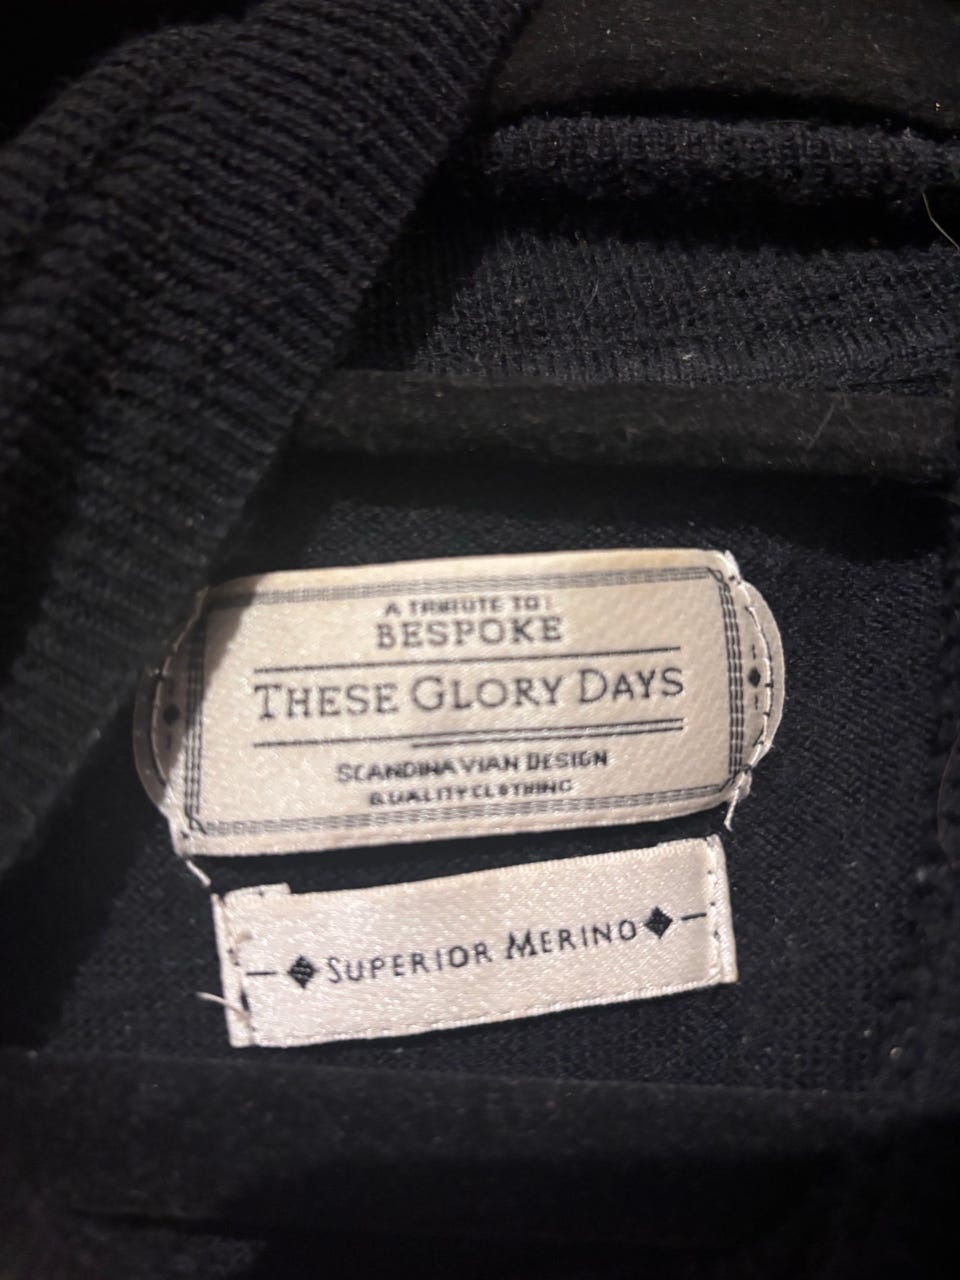 A TRIBUTE TO:
BESPOKE
THESE GLORY DAYS
SCANDINAVIAN DESIGN
QUALITY CLOTHING
SUPERIOR MERINO